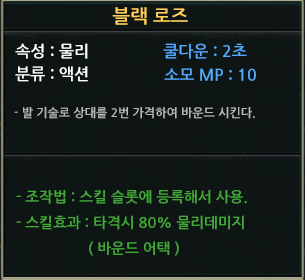 블랙 로즈
속성 : 물리 쿨다운 : 2초
분류 : 액션 소모 MP : 10
- 발 기술로 상대를 2번 가격하여 바운드 시킨다.
- 조작법 : 스킬 슬롯에 등록해서 사용.
- 스킬효과 : 타격시 80% 물리데미지
( 바운드 어택 )